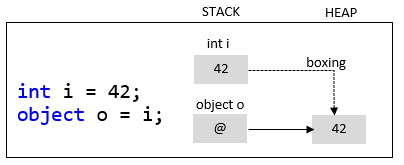 STACK HEAP
int i
42 boxing
int i = 42;
object o = i;
object o
@ 42